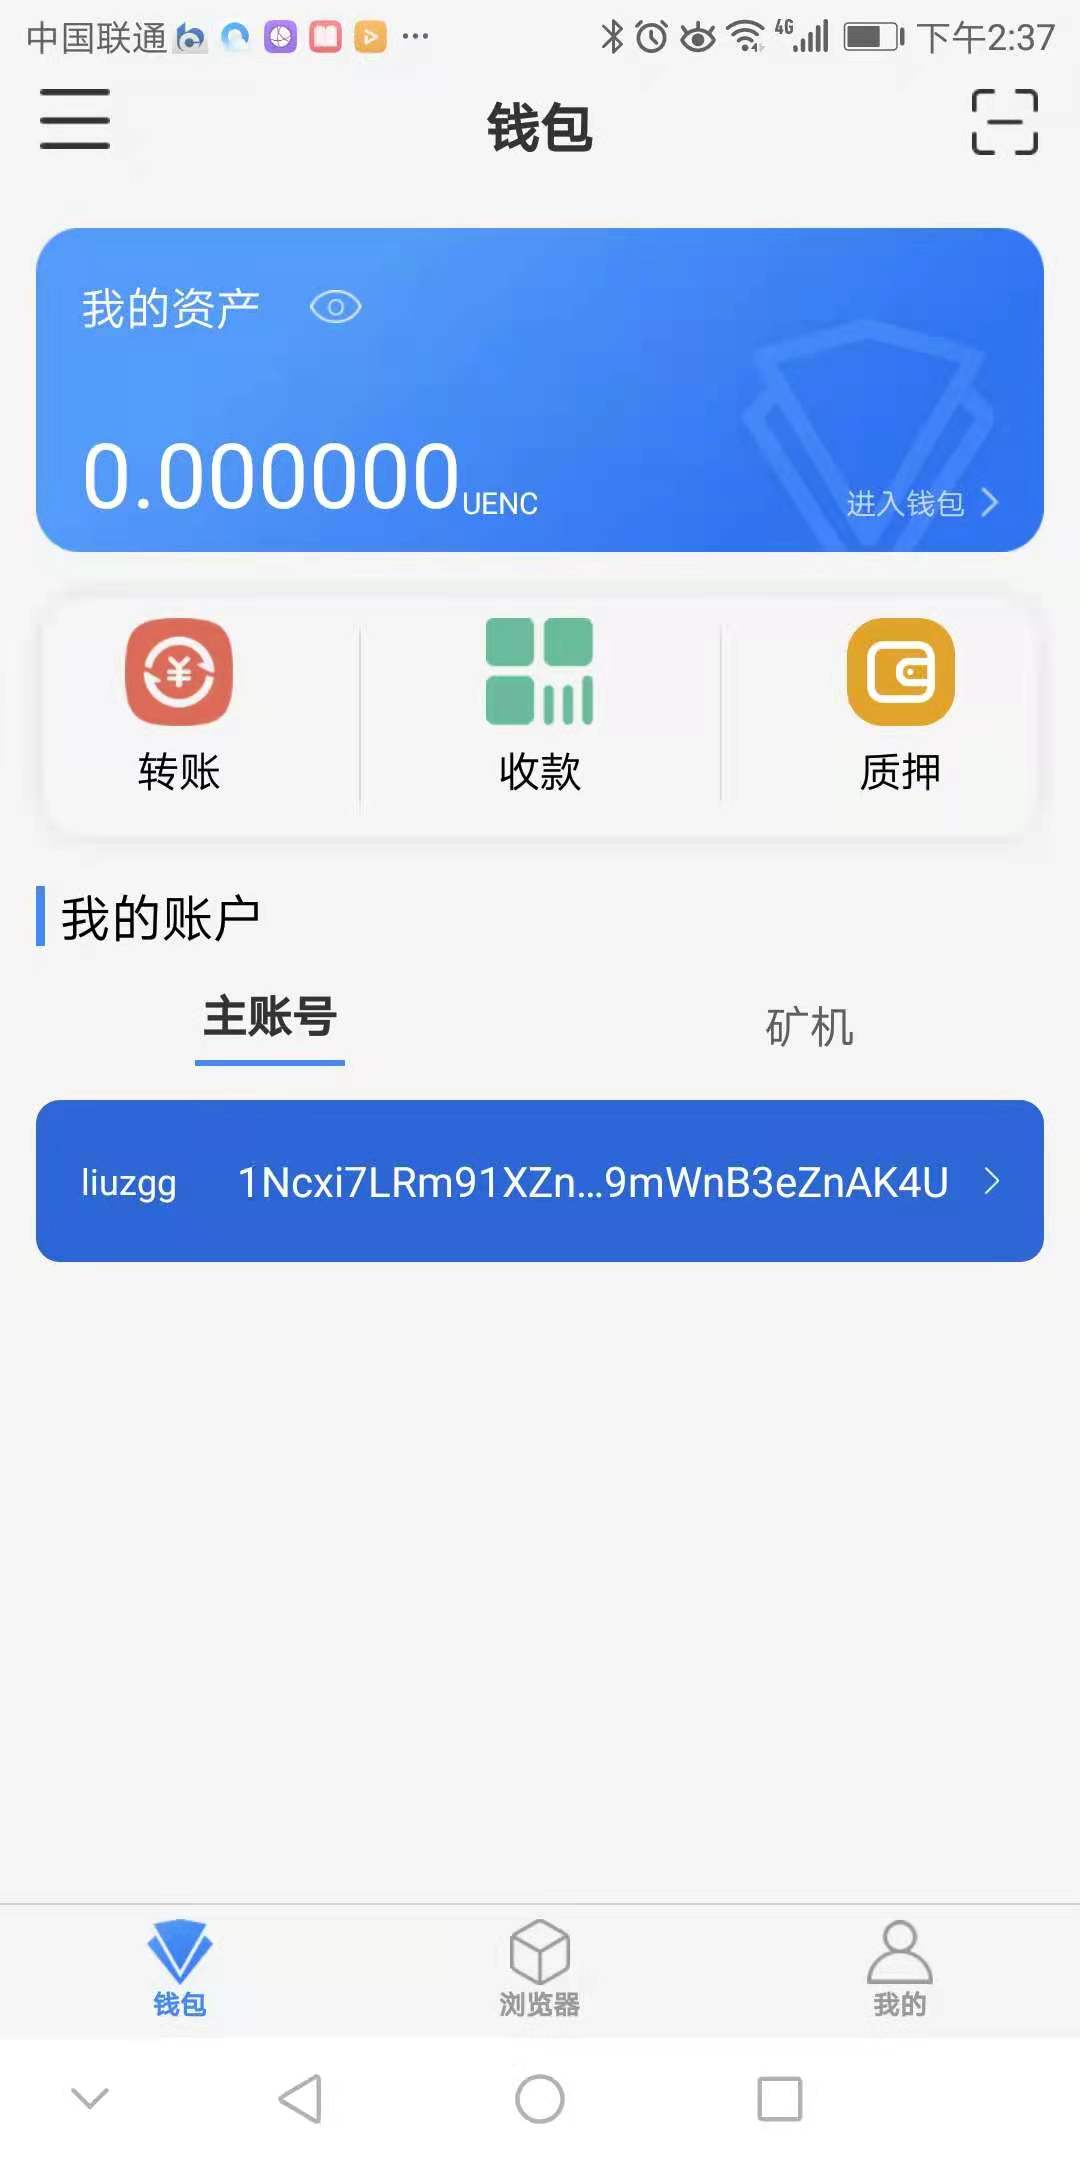 中国联通 4G 下午2:37
钱包
我的资产
0.000000 UENC
进入钱包
转账 收款 质押
我的账户
主账号 矿机
liuzgg 1Ncxi7LRm91XZn...9mWnB3eZnAK4U
钱包 浏览器 我的